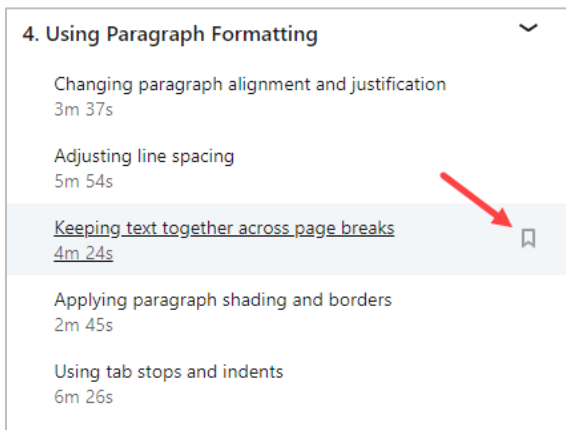 4. Using Paragraph Formatting
Changing paragraph alignment and justification
3m 37s
Adjusting line spacing
5m 54s
Keeping text together across page breaks
4m 24s
Applying paragraph shading and borders
2m 45s
Using tab stops and indents
6m 26s